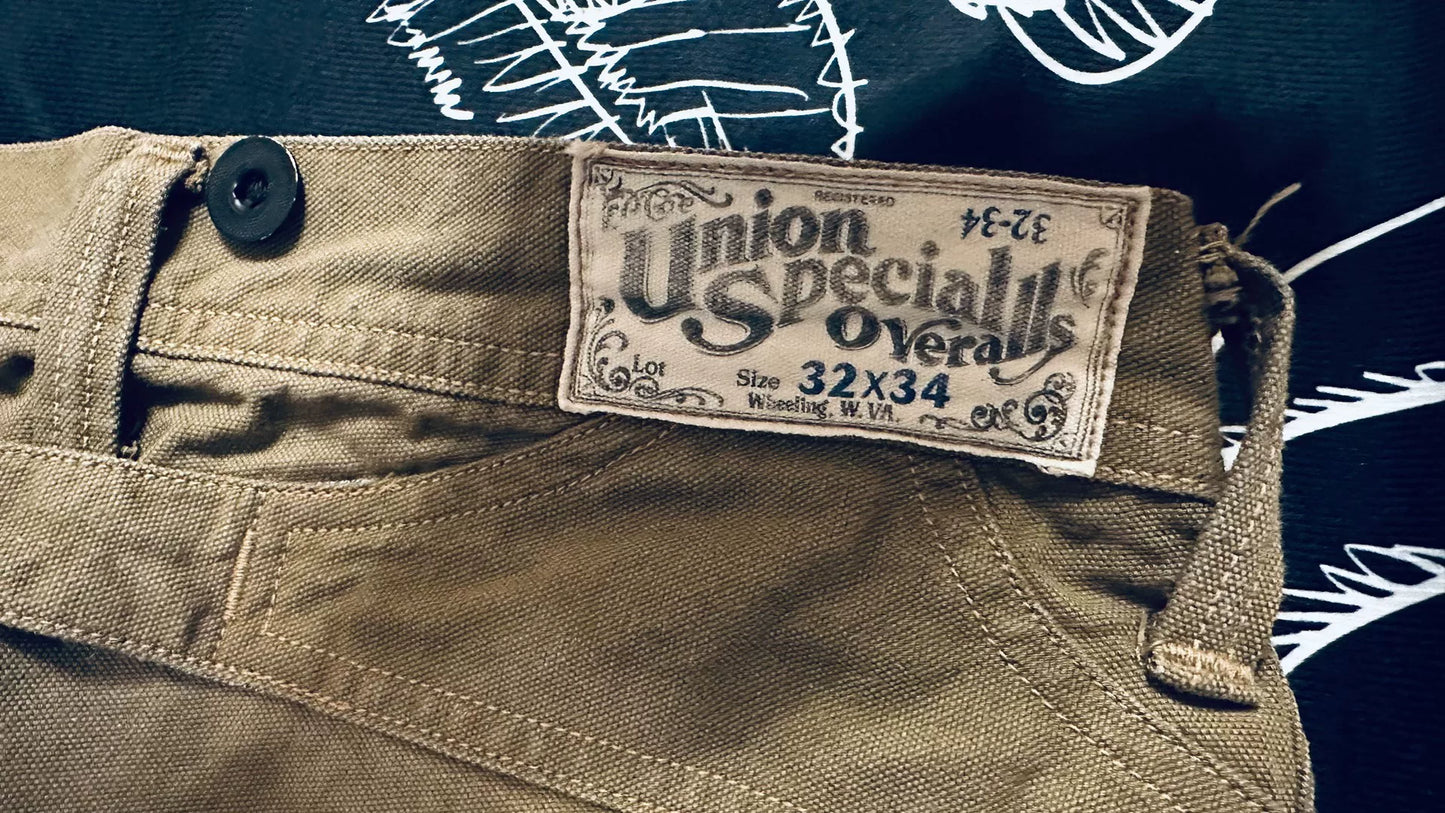 REGISTERED
Union
32-34
Special
Overalls
Lot
Size 32X34
Wheeling, W. VA.